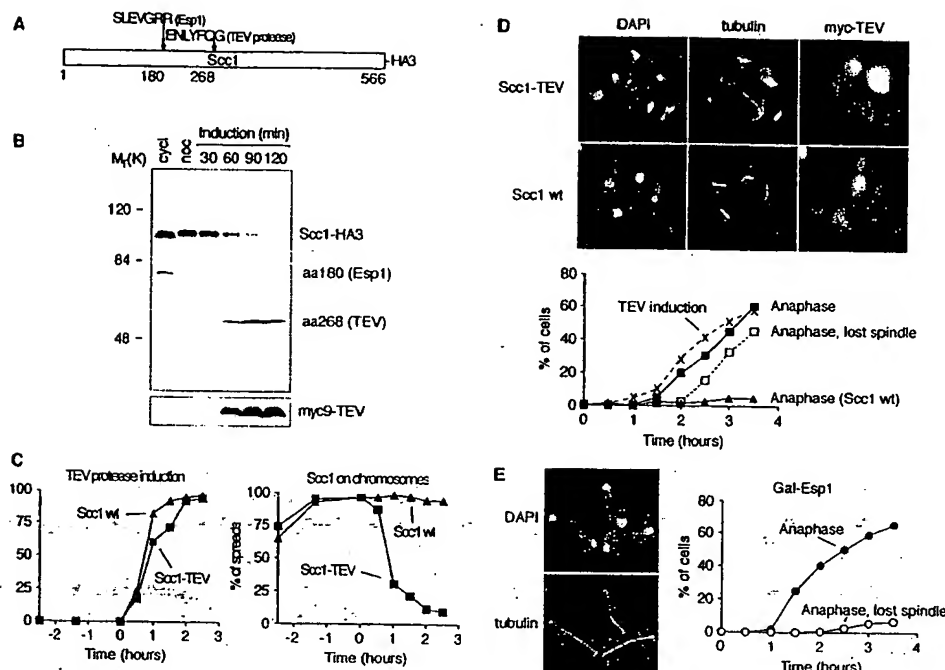 A
SLEVGRR (Esp1)
ENLYFQG (TEV protease)
Scc1
-HA3
1
180
268
566
B
Induction (min)
Mr(K)
cycl
noc
30
60
90
120
120 -
84 -
48 -
Scc1-HA3
aa180 (Esp1)
aa268 (TEV)
myc9-TEV
C
TEV protease induction
100
75
50
25
0
Scc1 wt
Scc1-TEV
-2 -1 0 1 2 3
Time (hours)
Scc1 on chromosomes
% of spreads
100
75
50
25
0
Scc1 wt
Scc1-TEV
-2 -1 0 1 2 3
Time (hours)
D
DAPI
tubulin
myc-TEV
Scc1-TEV
Scc1 wt
% of cells
80
60
40
20
0
TEV induction
Anaphase
Anaphase, lost spindle
Anaphase (Scc1 wt)
0 1 2 3 4
Time (hours)
E
DAPI
tubulin
Gal-Esp1
% of cells
80
60
40
20
0
Anaphase
Anaphase, lost spindle
0 1 2 3 4
Time (hours)